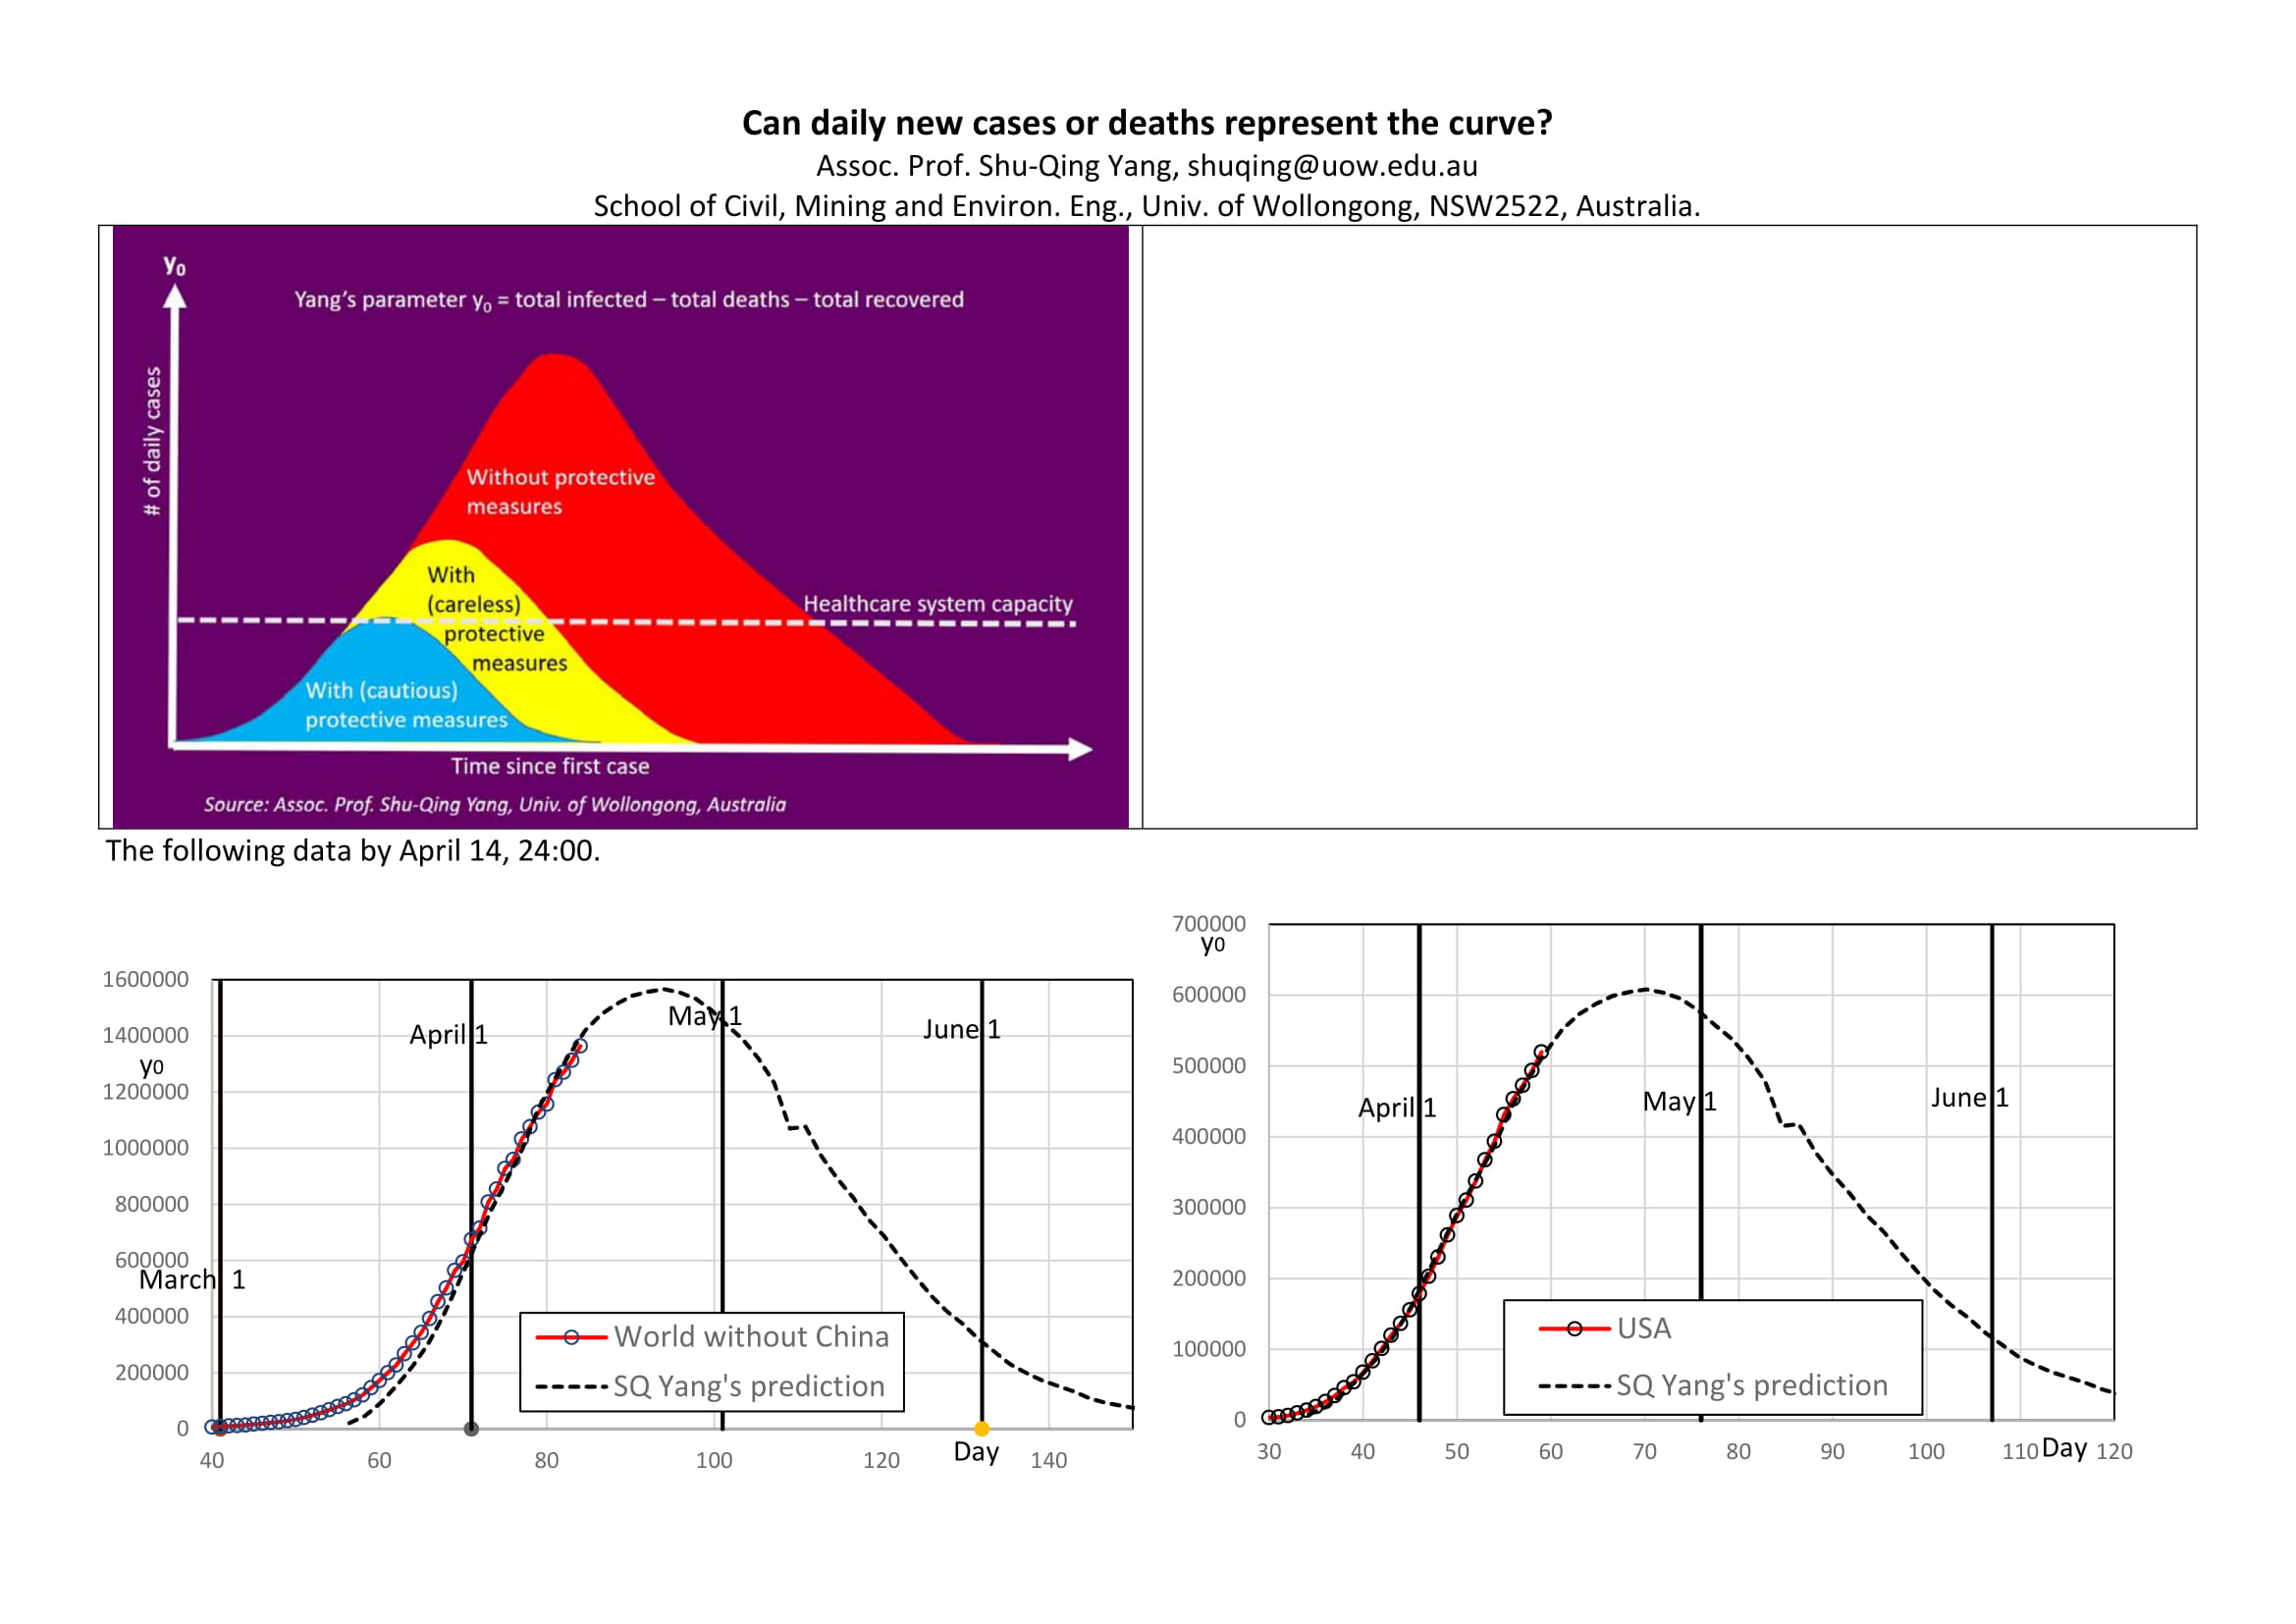 Can daily new cases or deaths represent the curve?
Assoc. Prof. Shu-Qing Yang, shuqing@uow.edu.au
School of Civil, Mining and Environ. Eng., Univ. of Wollongong, NSW2522, Australia.
y0
Yang's parameter y0 = total infected – total deaths – total recovered
# of daily cases
Without protective
measures
With
(careless)
protective
measures
Healthcare system capacity
With (cautious)
protective measures
Time since first case
Source: Assoc. Prof. Shu-Qing Yang, Univ. of Wollongong, Australia
The following data by April 14, 24:00.
1600000
1400000
1200000
1000000
800000
600000
400000
200000
0
y0
March 1
April 1
May 1
June 1
World without China
SQ Yang's prediction
40
60
80
100
120
Day
140
700000
600000
500000
400000
300000
200000
100000
0
y0
April 1
May 1
June 1
USA
SQ Yang's prediction
30
40
50
60
70
80
90
100
110
Day
120